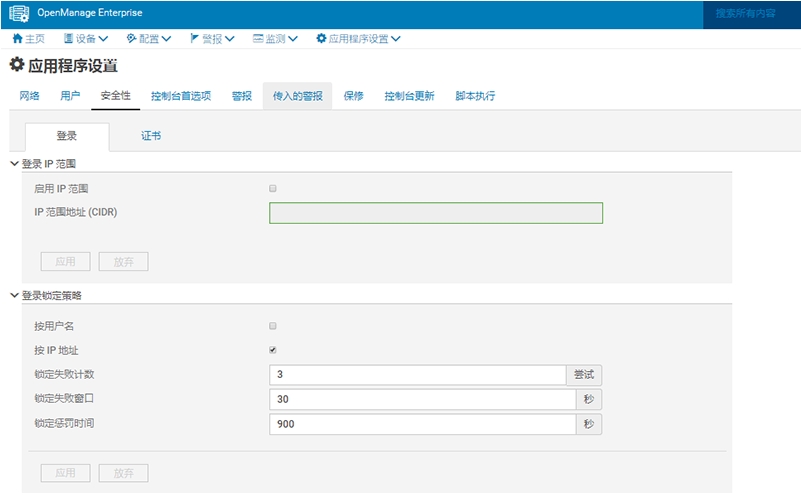 OpenManage Enterprise 搜索所有内容
主页 设备 配置 警报 监测 应用程序设置
应用程序设置
网络 用户 安全性 控制台首选项 警报 传入的警报 保修 控制台更新 脚本执行
登录 证书
登录 IP 范围
启用 IP 范围
IP 范围地址 (CIDR)
应用 放弃
登录锁定策略
按用户名
按 IP 地址
锁定失败计数 3 尝试
锁定失败窗口 30 秒
锁定惩罚时间 900 秒
应用 放弃